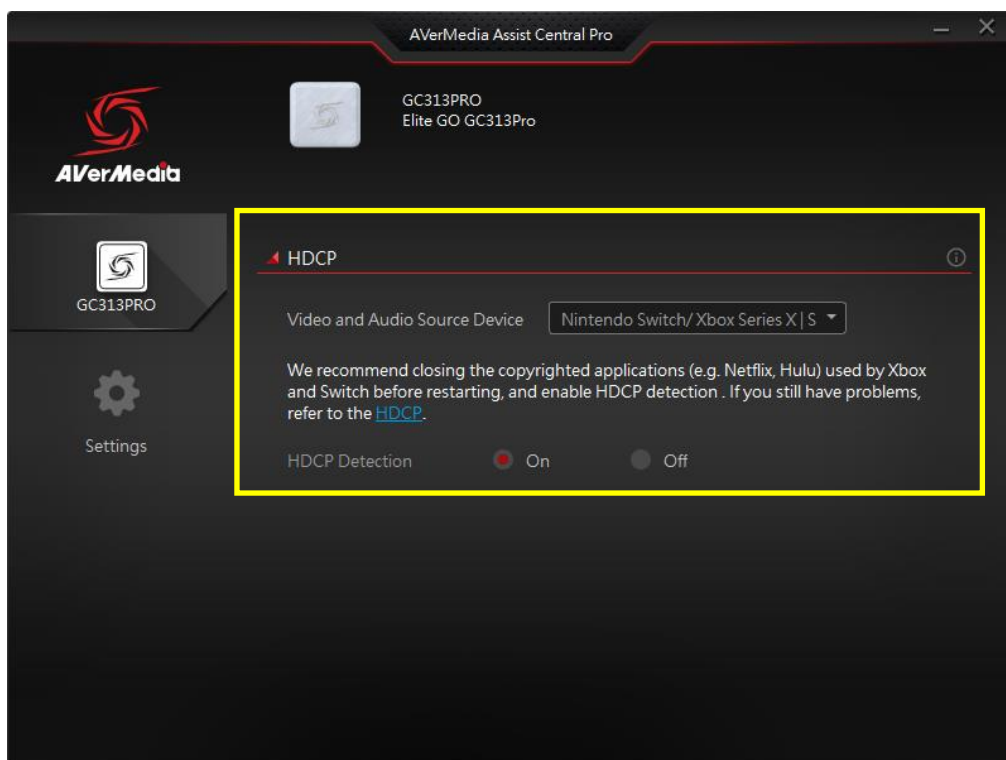 AVerMedia Assist Central Pro
GC313PRO
Elite GO GC313Pro
AVerMedia
GC313PRO
Settings
HDCP
Video and Audio Source Device
Nintendo Switch/ Xbox Series X|S
We recommend closing the copyrighted applications (e.g. Netflix, Hulu) used by Xbox
and Switch before restarting, and enable HDCP detection . If you still have problems,
refer to the HDCP.
HDCP Detection
On
Off